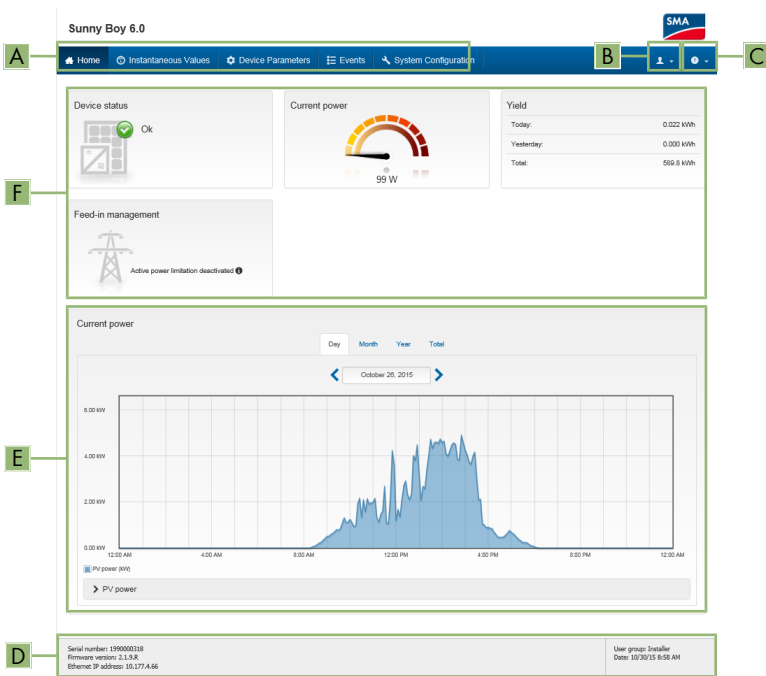 Sunny Boy 6.0
SMA
A
Home Instantaneous Values Device Parameters Events System Configuration
B
C
Device status
Ok
Current power
99 W
Yield
Today: 0.022 kWh
Yesterday: 0.000 kWh
Total: 589.8 kWh
F
Feed-in management
Active power limitation deactivated
Current power
Day Month Year Total
October 26, 2015
6.00 kW
4.00 kW
E
2.00 kW
0.00 kW
12:00 AM 4:00 AM 8:00 AM 12:00 PM 4:00 PM 8:00 PM 12:00 AM
PV power (kW)
PV power
D
Serial number: 1990000318
Firmware version: 2.1.9.R
Ethernet IP address: 10.177.4.66
User group: Installer
Date: 10/30/15 8:58 AM